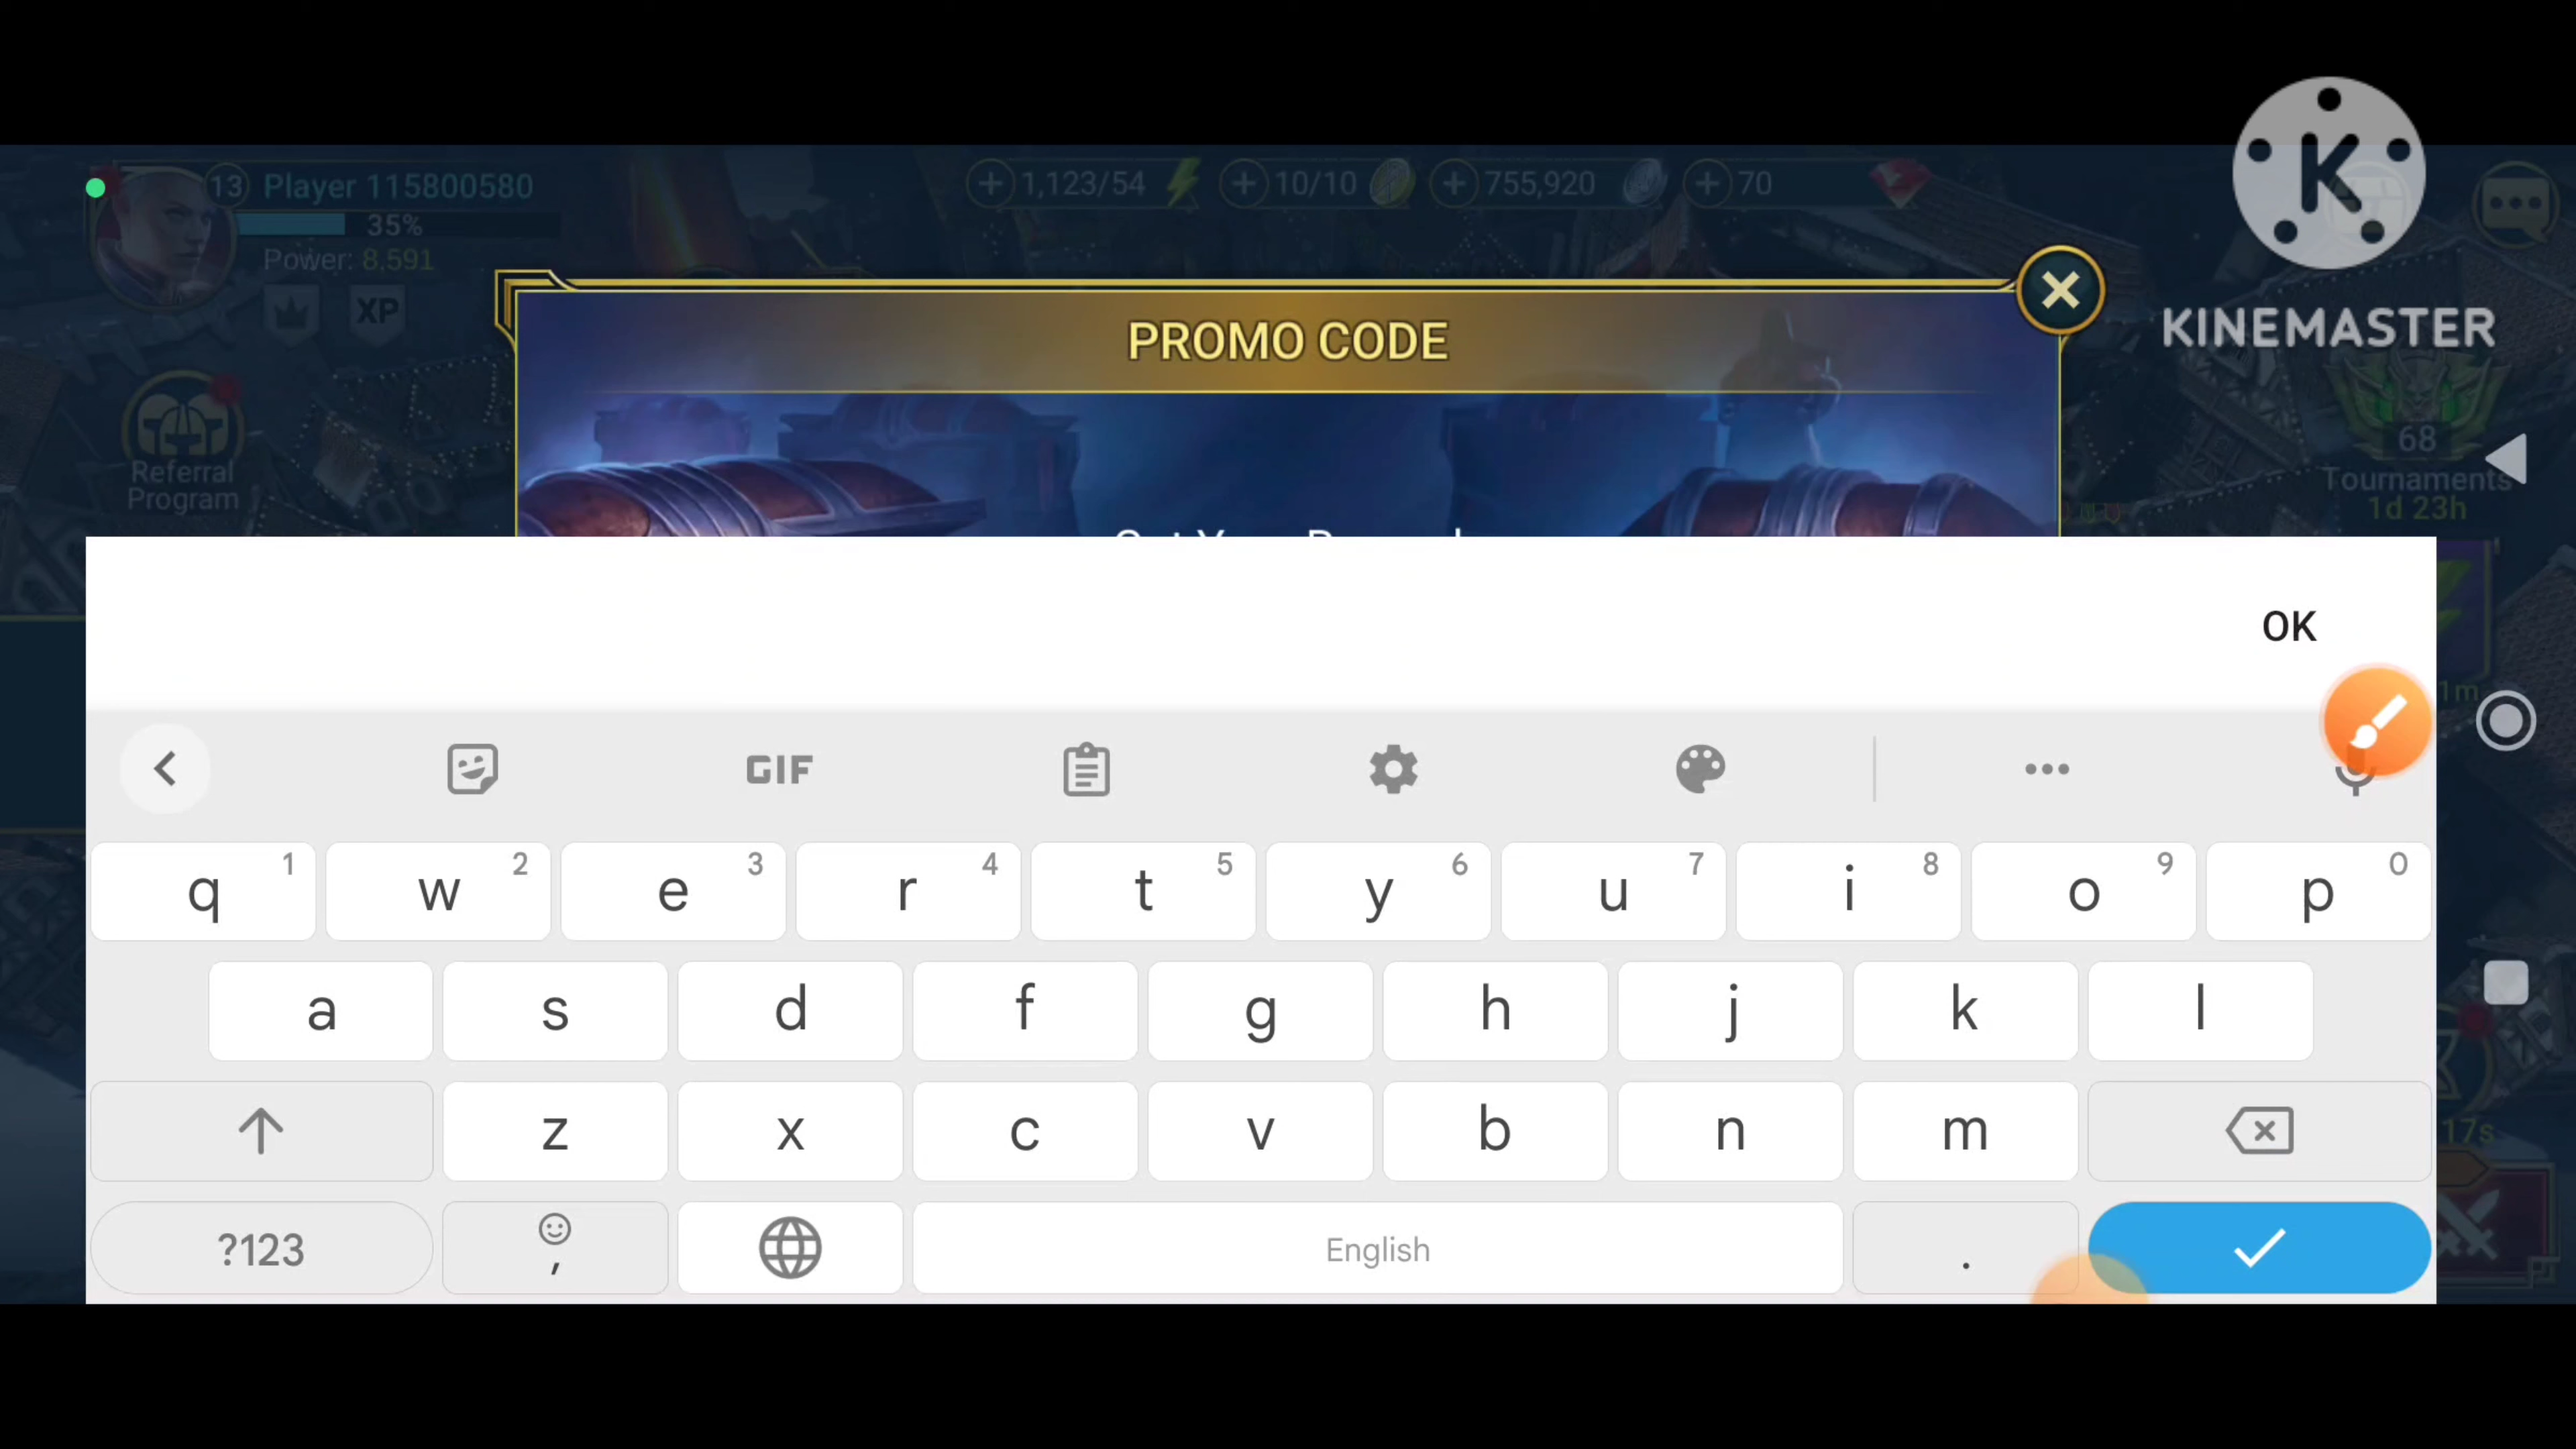 13 Player 115800580
35%
Power: 8,591
XP
1,123/54
10/10
755,920
70
K
KINEMASTER
PROMO CODE
Referral
Program
68
Tournaments
1d 23h
OK
1m
GIF
q 1 w 2 e 3 r 4 t 5 y 6 u 7 i 8 o 9 p 0
a s d f g h j k l
z x c v b n m
17s
?123 , English .